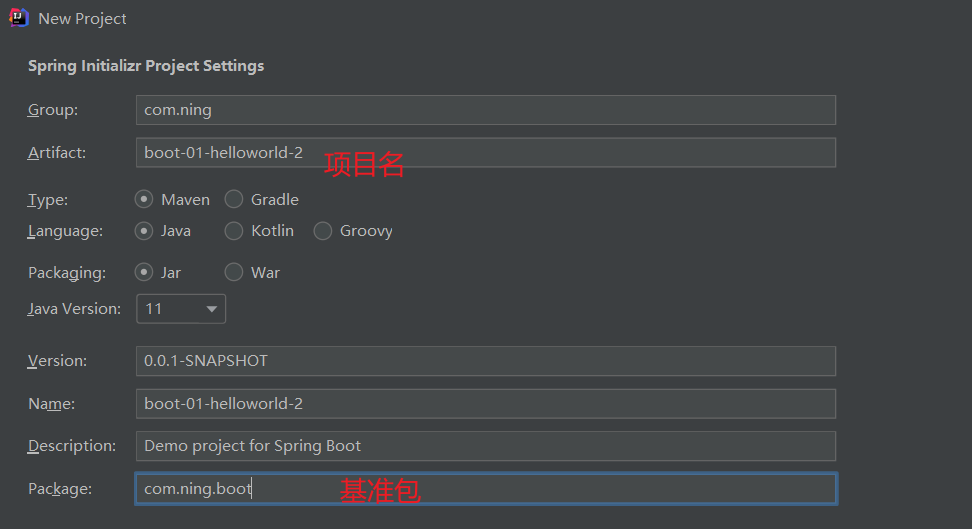 New Project
Spring Initializr Project Settings
Group: com.ning
Artifact: boot-01-helloworld-2 项目名
Type: Maven Gradle
Language: Java Kotlin Groovy
Packaging: Jar War
Java Version: 11
Version: 0.0.1-SNAPSHOT
Name: boot-01-helloworld-2
Description: Demo project for Spring Boot
Package: com.ning.boot 基准包